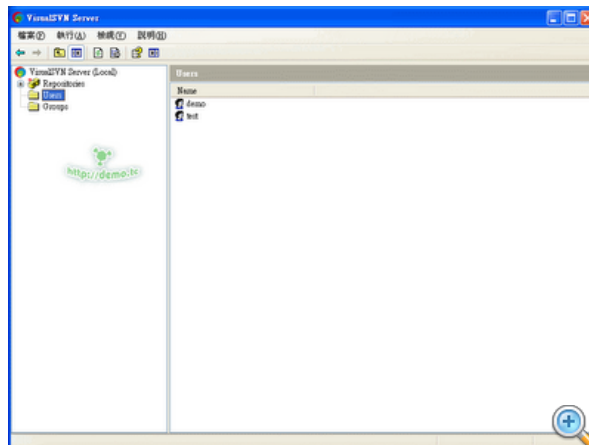 VisualSVN Server
檔案(F) 執行(A) 檢視(V) 說明(H)
VisualSVN Server (Local)
Repositories
Users
Groups
Users
Name
demo
test
http://demo.tc